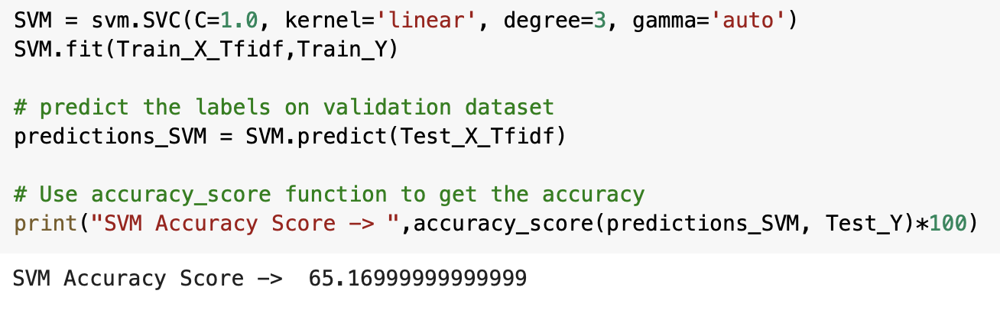 SVM = svm.SVC(C=1.0, kernel='linear', degree=3, gamma='auto')
SVM.fit(Train_X_Tfidf,Train_Y)
# predict the labels on validation dataset
predictions_SVM = SVM.predict(Test_X_Tfidf)
# Use accuracy_score function to get the accuracy
print("SVM Accuracy Score -> ",accuracy_score(predictions_SVM, Test_Y)*100)
SVM Accuracy Score ->  65.16999999999999